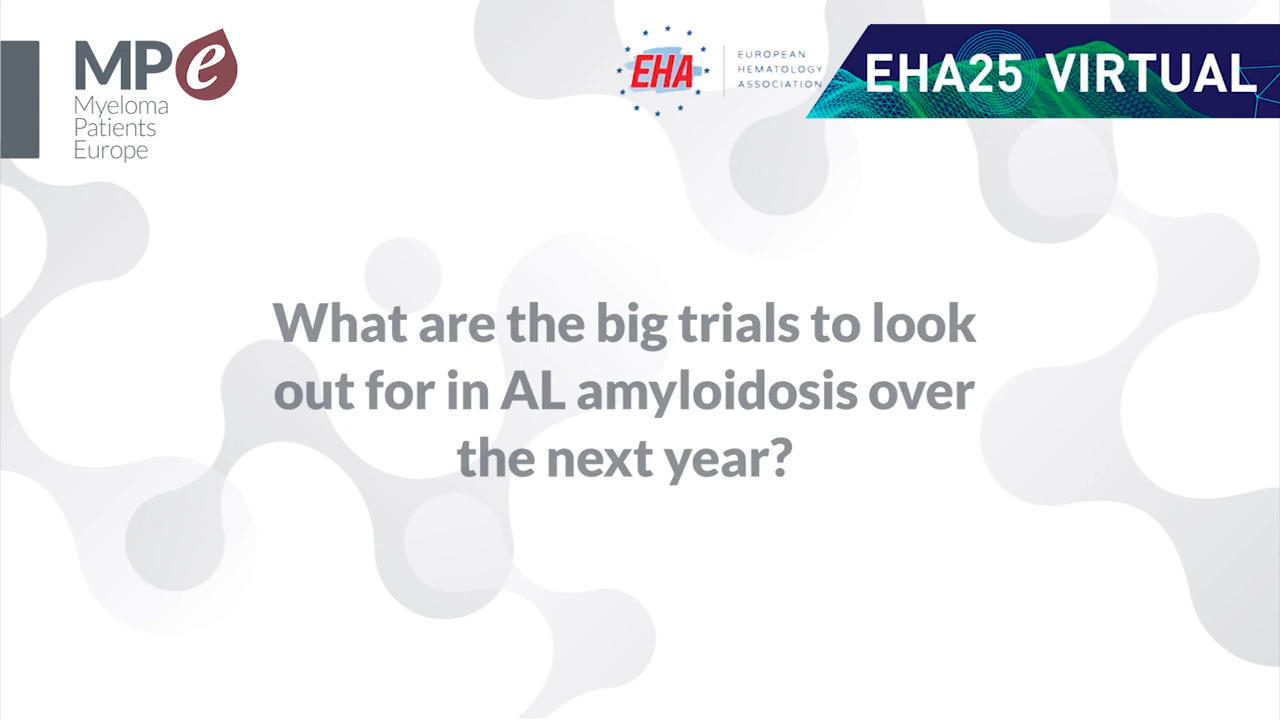 MPe
Myeloma
Patients
Europe
EHA
EUROPEAN
HEMATOLOGY
ASSOCIATION
EHA25 VIRTUAL
What are the big trials to look
out for in AL amyloidosis over
the next year?